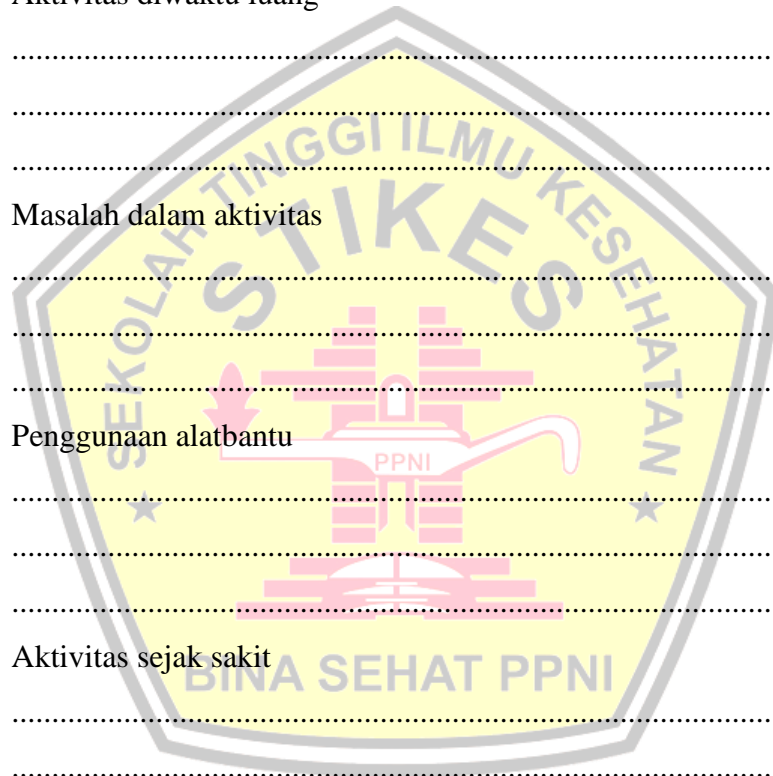 Aktivitas diwaktu luang
................................................................................................
................................................................................................
................................................................................................
Masalah dalam aktivitas
................................................................................................
................................................................................................
................................................................................................
Penggunaan alatbantu
................................................................................................
................................................................................................
................................................................................................
Aktivitas sejak sakit
................................................................................................
................................................................................................
SEKOLAH TINGGI ILMU KESEHATAN
STIKES
PPNI
BINA SEHAT PPNI